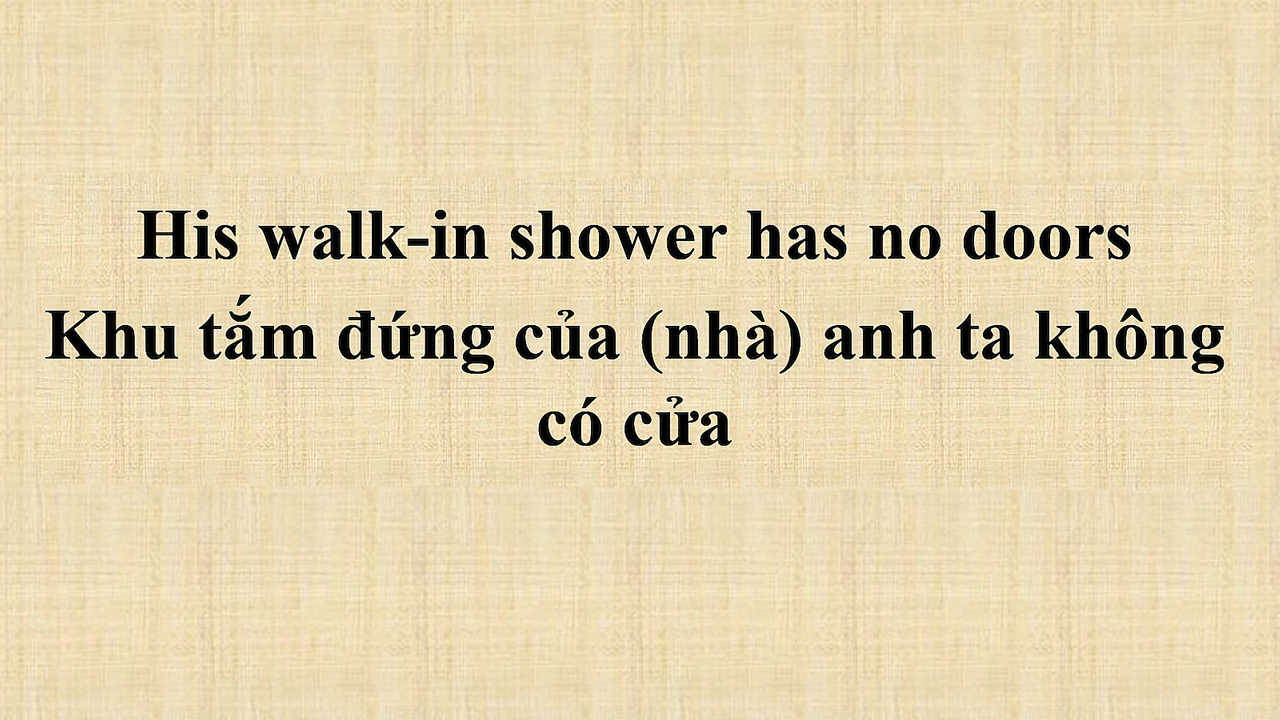 His walk-in shower has no doors
Khu tắm đứng của (nhà) anh ta không
có cửa